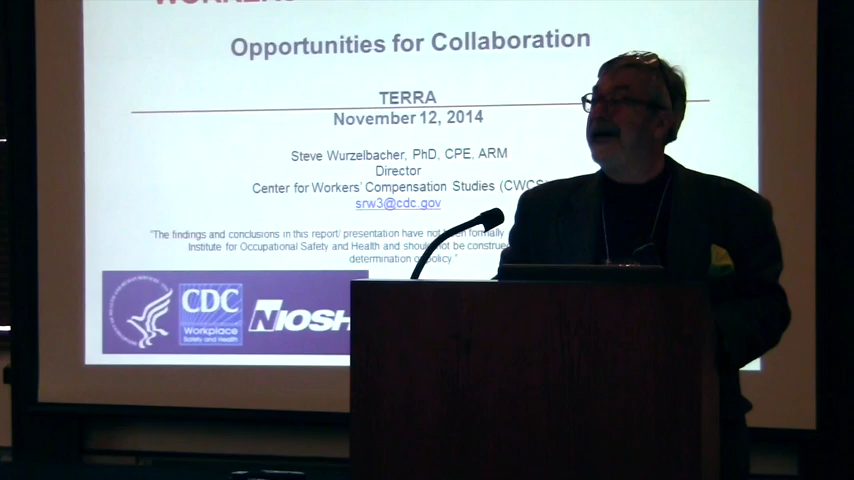 Opportunities for Collaboration
TERRA
November 12, 2014
Steve Wurzelbacher, PhD, CPE, ARM
Director
Center for Workers' Compensation Studies (CWCS)
srw3@cdc.gov
"The findings and conclusions in this report/ presentation have not been formally
Institute for Occupational Safety and Health and should not be construe
determination of policy."
CDC
Workplace
Safety and Health
NIOSH